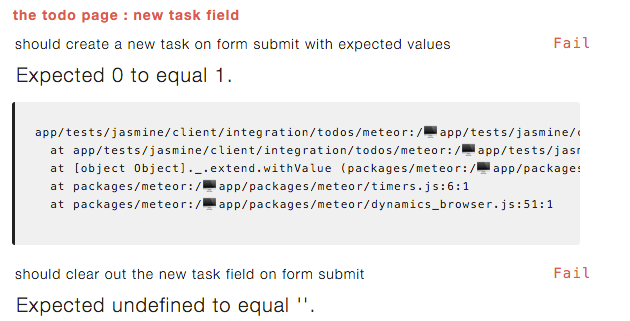 the todo page : new task field
should create a new task on form submit with expected values Fail
Expected 0 to equal 1.
app/tests/jasmine/client/integration/todos/meteor:/💻app/tests/jasmine/
at app/tests/jasmine/client/integration/todos/meteor:/💻app/tests/jasm
at [object Object]._.extend.withValue (packages/meteor:/💻app/packages
at packages/meteor:/💻app/packages/meteor/timers.js:6:1
at packages/meteor:/💻app/packages/meteor/dynamics_browser.js:51:1
should clear out the new task field on form submit Fail
Expected undefined to equal ''.